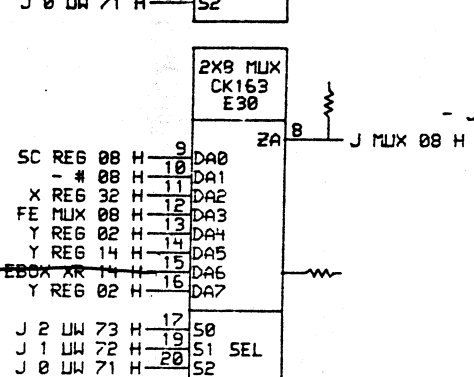 J 0 UW 71 H S2
2X8 MUX
CK163
E30
ZA 8 J MUX 08 H
- J
SC REG 08 H 9 DA0
- # 08 H 10 DA1
X REG 32 H 11 DA2
FE MUX 08 H 12 DA3
Y REG 02 H 13 DA4
Y REG 14 H 14 DA5
EBOX XR 14 H 15 DA6
Y REG 02 H 16 DA7
J 2 UW 73 H 17 S0
J 1 UW 72 H 19 S1 SEL
J 0 UW 71 H 20 S2